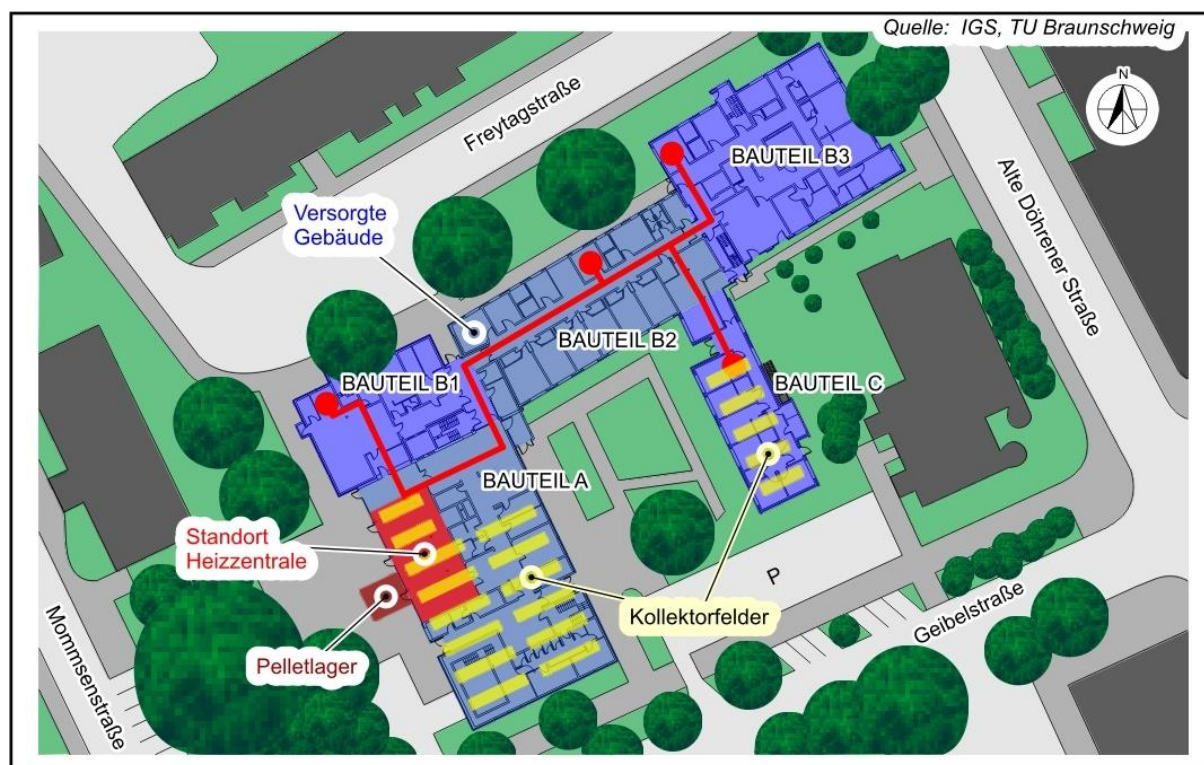 Quelle: IGS, TU Braunschweig
N
Freytagstraße
BAUTEIL B3
Alte Döhrener Straße
Versorgte
Gebäude
BAUTEIL B2
BAUTEIL B1
BAUTEIL C
BAUTEIL A
Standort
Heizzentrale
P
Kollektorfelder
Geibelstraße
Pelletlager
Mommsenstraße